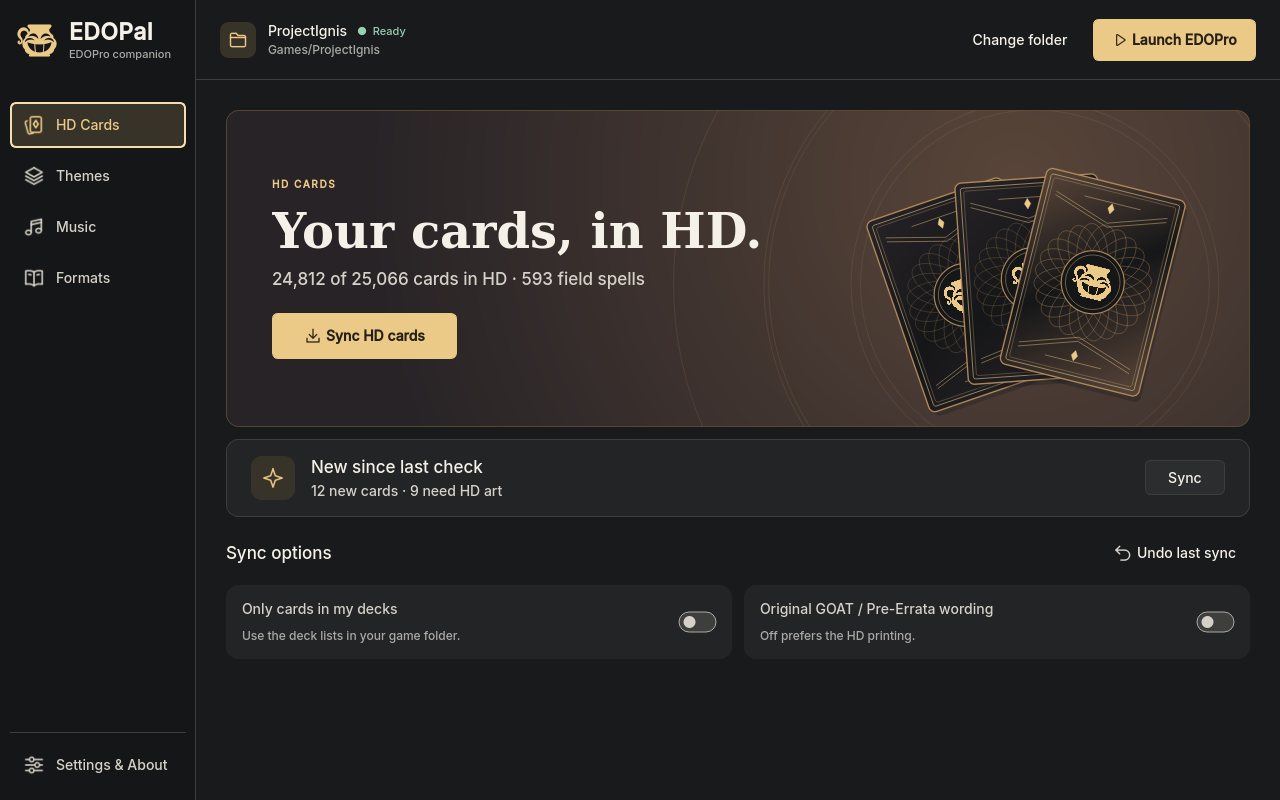 EDOPal
EDOPro companion
HD Cards
Themes
Music
Formats
Settings & About
ProjectIgnis
Ready
Games/ProjectIgnis
Change folder
Launch EDOPro
HD CARDS
Your cards, in HD.
24,812 of 25,066 cards in HD · 593 field spells
Sync HD cards
New since last check
12 new cards · 9 need HD art
Sync
Sync options
Undo last sync
Only cards in my decks
Use the deck lists in your game folder.
Original GOAT / Pre-Errata wording
Off prefers the HD printing.